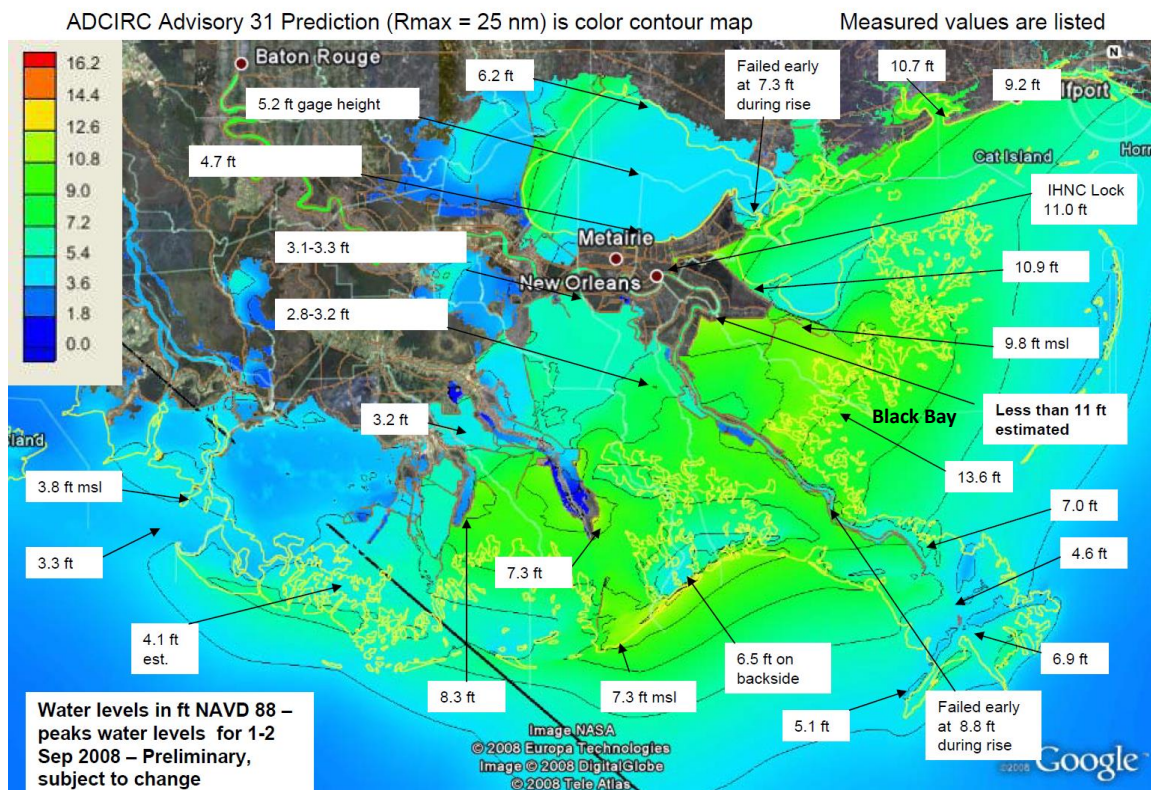 ADCIRC Advisory 31 Prediction (Rmax = 25 nm) is color contour map
Measured values are listed
16.2
14.4
12.6
10.8
9.0
7.2
5.4
3.6
1.8
0.0
Baton Rouge
5.2 ft gage height
4.7 ft
6.2 ft
Failed early
at 7.3 ft
during rise
10.7 ft
9.2 ft
lfport
N
Cat Island
Horn
IHNC Lock
11.0 ft
Metairie
New Orleans
3.1-3.3 ft
2.8-3.2 ft
10.9 ft
9.8 ft msl
Black Bay
Less than 11 ft
estimated
13.6 ft
3.2 ft
land
3.8 ft msl
3.3 ft
7.0 ft
4.6 ft
7.3 ft
4.1 ft
est.
8.3 ft
7.3 ft msl
6.5 ft on
backside
5.1 ft
6.9 ft
Failed early
at 8.8 ft
during rise
Water levels in ft NAVD 88 –
peaks water levels for 1-2
Sep 2008 – Preliminary,
subject to change
Image NASA
© 2008 Europa Technologies
Image © 2008 DigitalGlobe
© 2008 Tele Atlas
©2008 Google